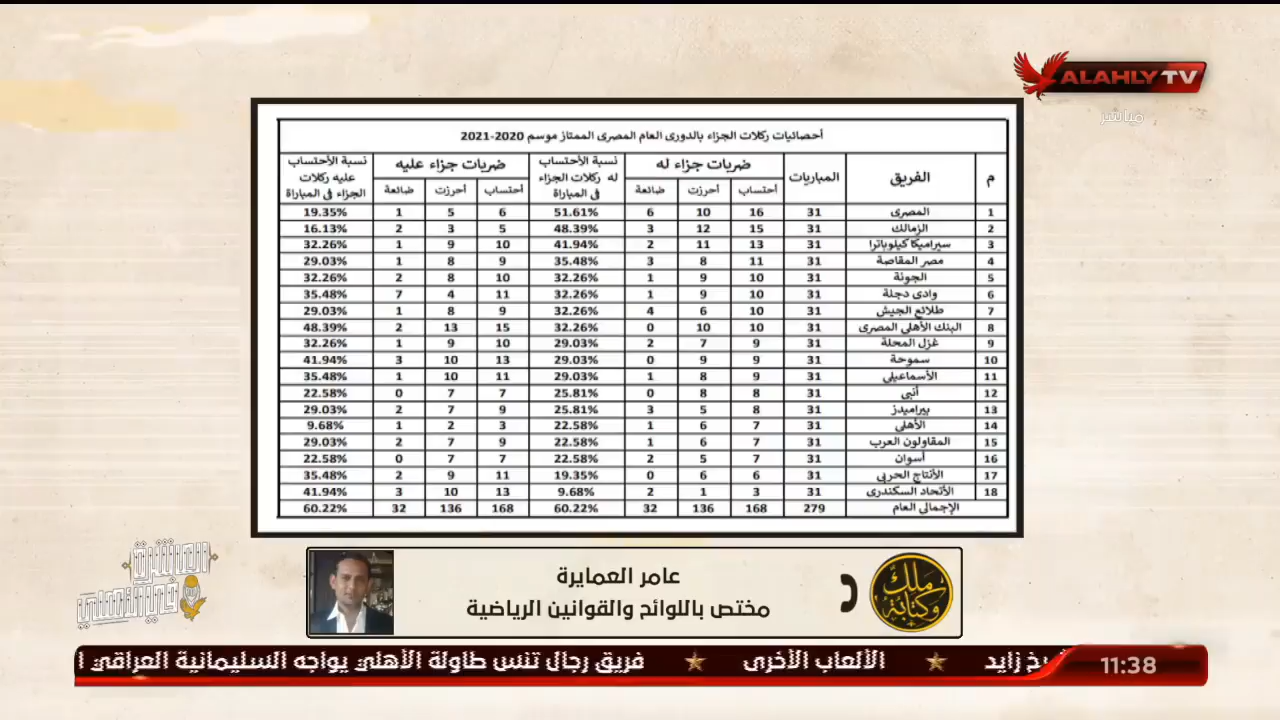 ALAHLY TV
مباشر
أحصائيات ركلات الجزاء بالدورى العام المصرى الممتاز موسم 2020-2021
م الفريق المباريات ضربات جزاء له نسبة الأحتساب له ركلات الجزاء فى المباراة ضربات جزاء عليه نسبة الأحتساب عليه ركلات الجزاء فى المباراة
أحتساب أحرزت ضائعة أحتساب أحرزت ضائعة
1 المصرى 31 16 10 6 51.61% 6 5 1 19.35%
2 الزمالك 31 15 12 3 48.39% 5 3 2 16.13%
3 سيراميكا كيلوباترا 31 13 11 2 41.94% 10 9 1 32.26%
4 مصر المقاصة 31 11 8 3 35.48% 9 8 1 29.03%
5 الجونة 31 10 9 1 32.26% 10 8 2 32.26%
6 وادى دجلة 31 10 9 1 32.26% 11 4 7 35.48%
7 طلائع الجيش 31 10 6 4 32.26% 9 8 1 29.03%
8 البنك الأهلى المصرى 31 10 10 0 32.26% 15 13 2 48.39%
9 غزل المحلة 31 9 7 2 29.03% 10 9 1 32.26%
10 سموحة 31 9 9 0 29.03% 13 10 3 41.94%
11 الأسماعيلى 31 9 8 1 29.03% 11 10 1 35.48%
12 أنبى 31 8 8 0 25.81% 7 7 0 22.58%
13 بيراميدز 31 8 5 3 25.81% 9 7 2 29.03%
14 الأهلى 31 7 6 1 22.58% 3 2 1 9.68%
15 المقاولون العرب 31 7 6 1 22.58% 9 7 2 29.03%
16 أسوان 31 7 5 2 22.58% 7 7 0 22.58%
17 الأنتاج الحربى 31 6 6 0 19.35% 11 9 2 35.48%
18 الأتحاد السكندرى 31 3 1 2 9.68% 13 10 3 41.94%
الإجمالى العام 279 168 136 32 60.22% 168 136 32 60.22%
ملك وكتابة
عامر العمايرة
مختص باللوائح والقوانين الرياضية
11:38 زايد ★ الألعاب الأخرى ★ فريق رجال تنس طاولة الأهلي يواجه السليمانية العراقي